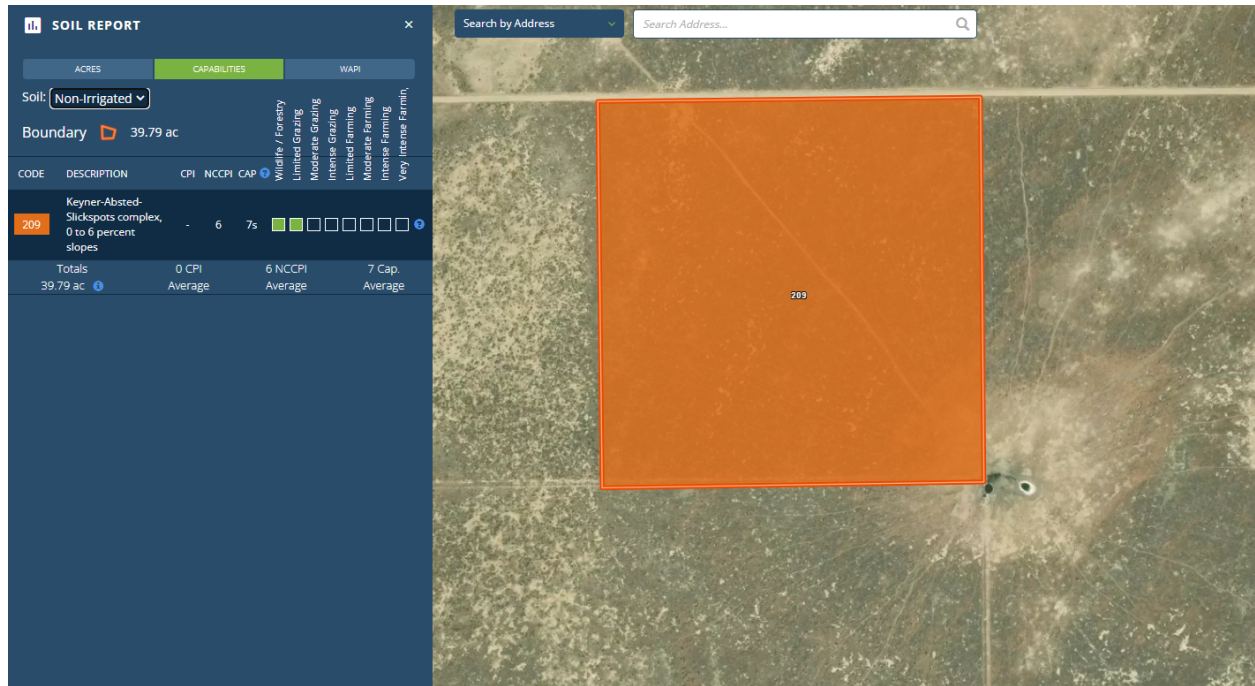 SOIL REPORT
×
Search by Address
Search Address...
ACRES
CAPABILITIES
WAPI
Soil: Non-Irrigated
Boundary 39.79 ac
CODE
DESCRIPTION
CPI
NCCPI
CAP ?
Wildlife / Forestry
Limited Grazing
Moderate Grazing
Intense Grazing
Limited Farming
Moderate Farming
Intense Farming
Very Intense Farmin
209
Keyner-Absted-
Slickspots complex,
0 to 6 percent
slopes
-
6
7s
?
Totals
39.79 ac i
0 CPI
Average
6 NCCPI
Average
7 Cap.
Average
209